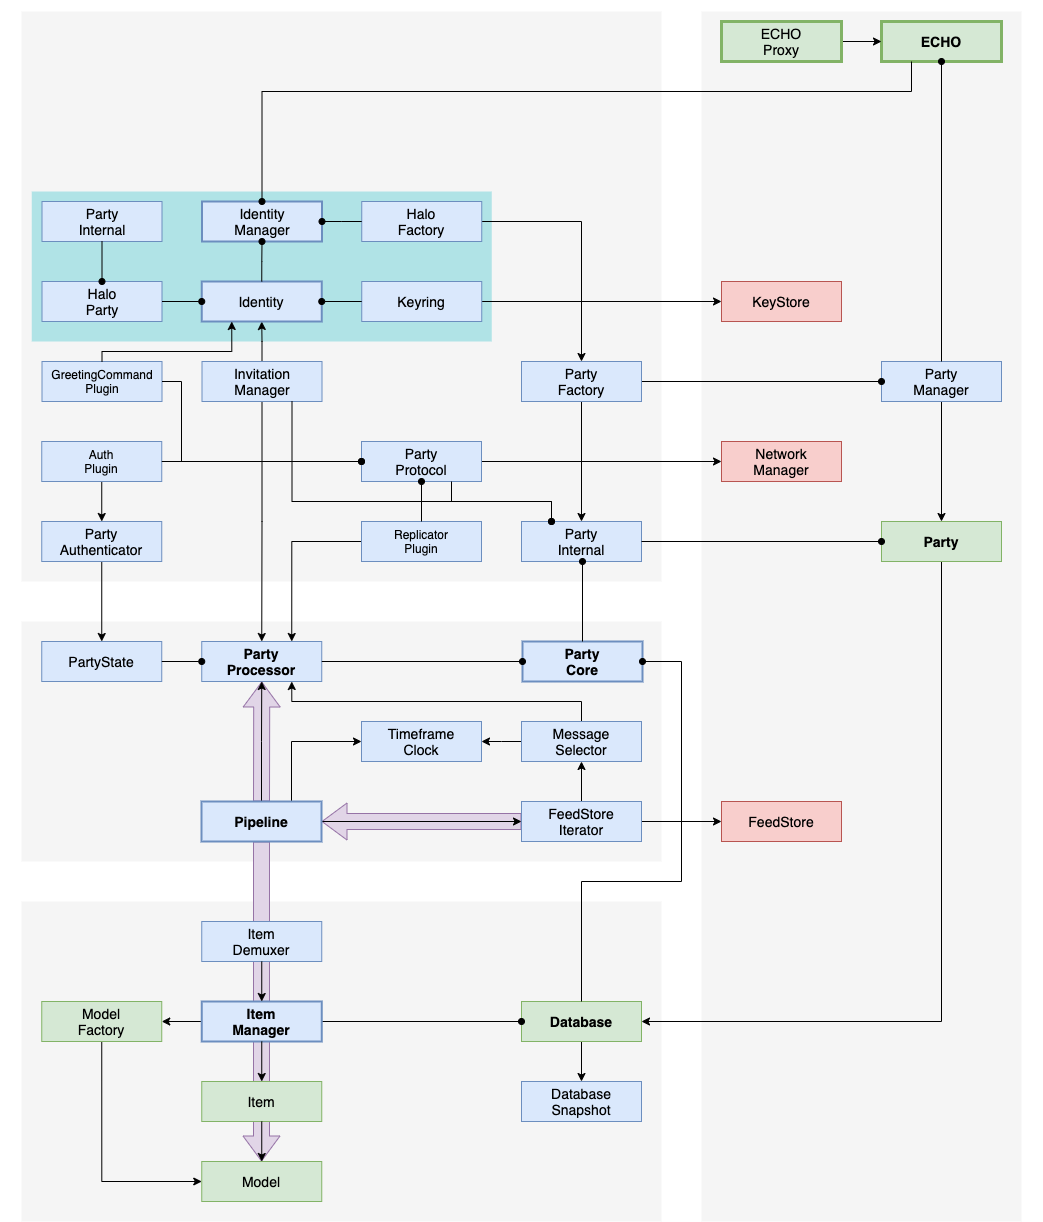 ECHO
Proxy
ECHO
Party
Internal
Identity
Manager
Halo
Factory
Halo
Party
Identity
Keyring
KeyStore
GreetingCommand
Plugin
Invitation
Manager
Party
Factory
Party
Manager
Auth
Plugin
Party
Protocol
Network
Manager
Party
Authenticator
Replicator
Plugin
Party
Internal
Party
PartyState
Party
Processor
Party
Core
Timeframe
Clock
Message
Selector
Pipeline
FeedStore
Iterator
FeedStore
Item
Demuxer
Model
Factory
Item
Manager
Database
Item
Database
Snapshot
Model